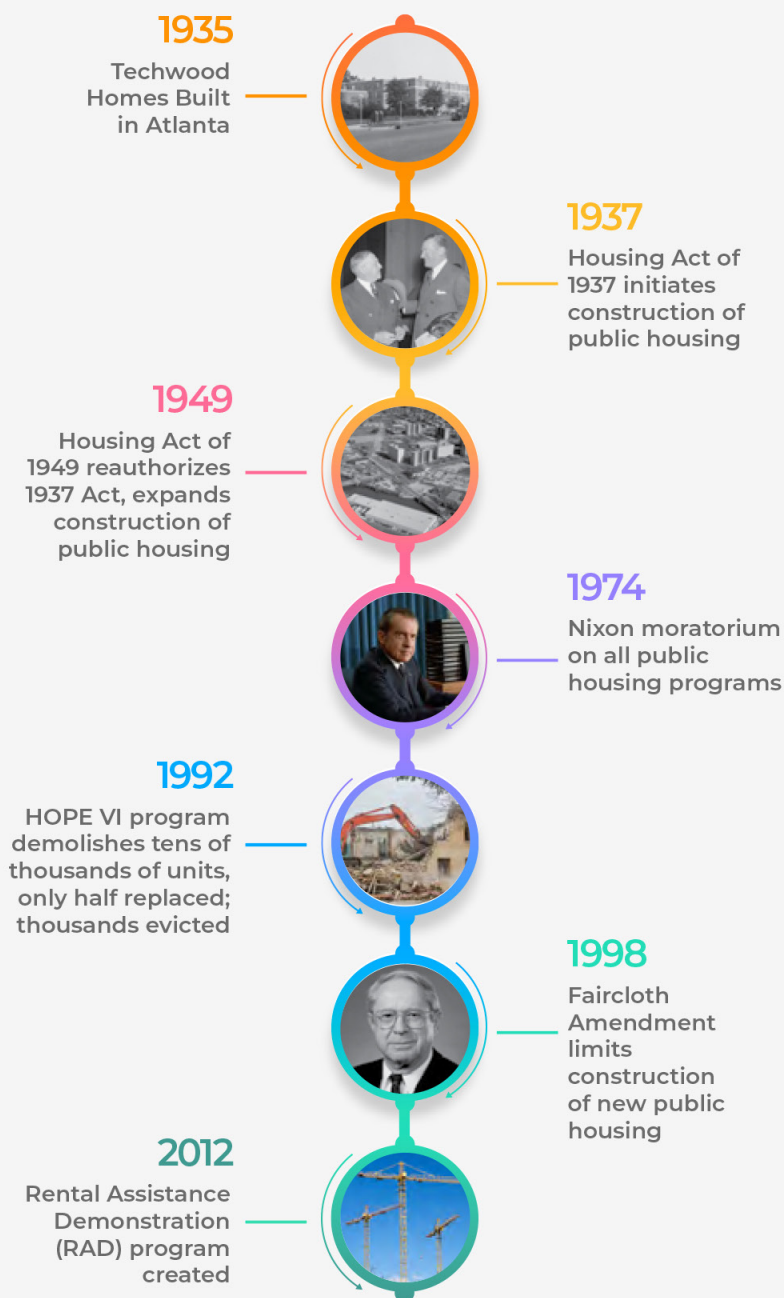 1935
Techwood
Homes Built
in Atlanta
1937
Housing Act of
1937 initiates
construction of
public housing
1949
Housing Act of
1949 reauthorizes
1937 Act, expands
construction of
public housing
1974
Nixon moratorium
on all public
housing programs
1992
HOPE VI program
demolishes tens of
thousands of units,
only half replaced;
thousands evicted
1998
Faircloth
Amendment
limits
construction
of new public
housing
2012
Rental Assistance
Demonstration
(RAD) program
created